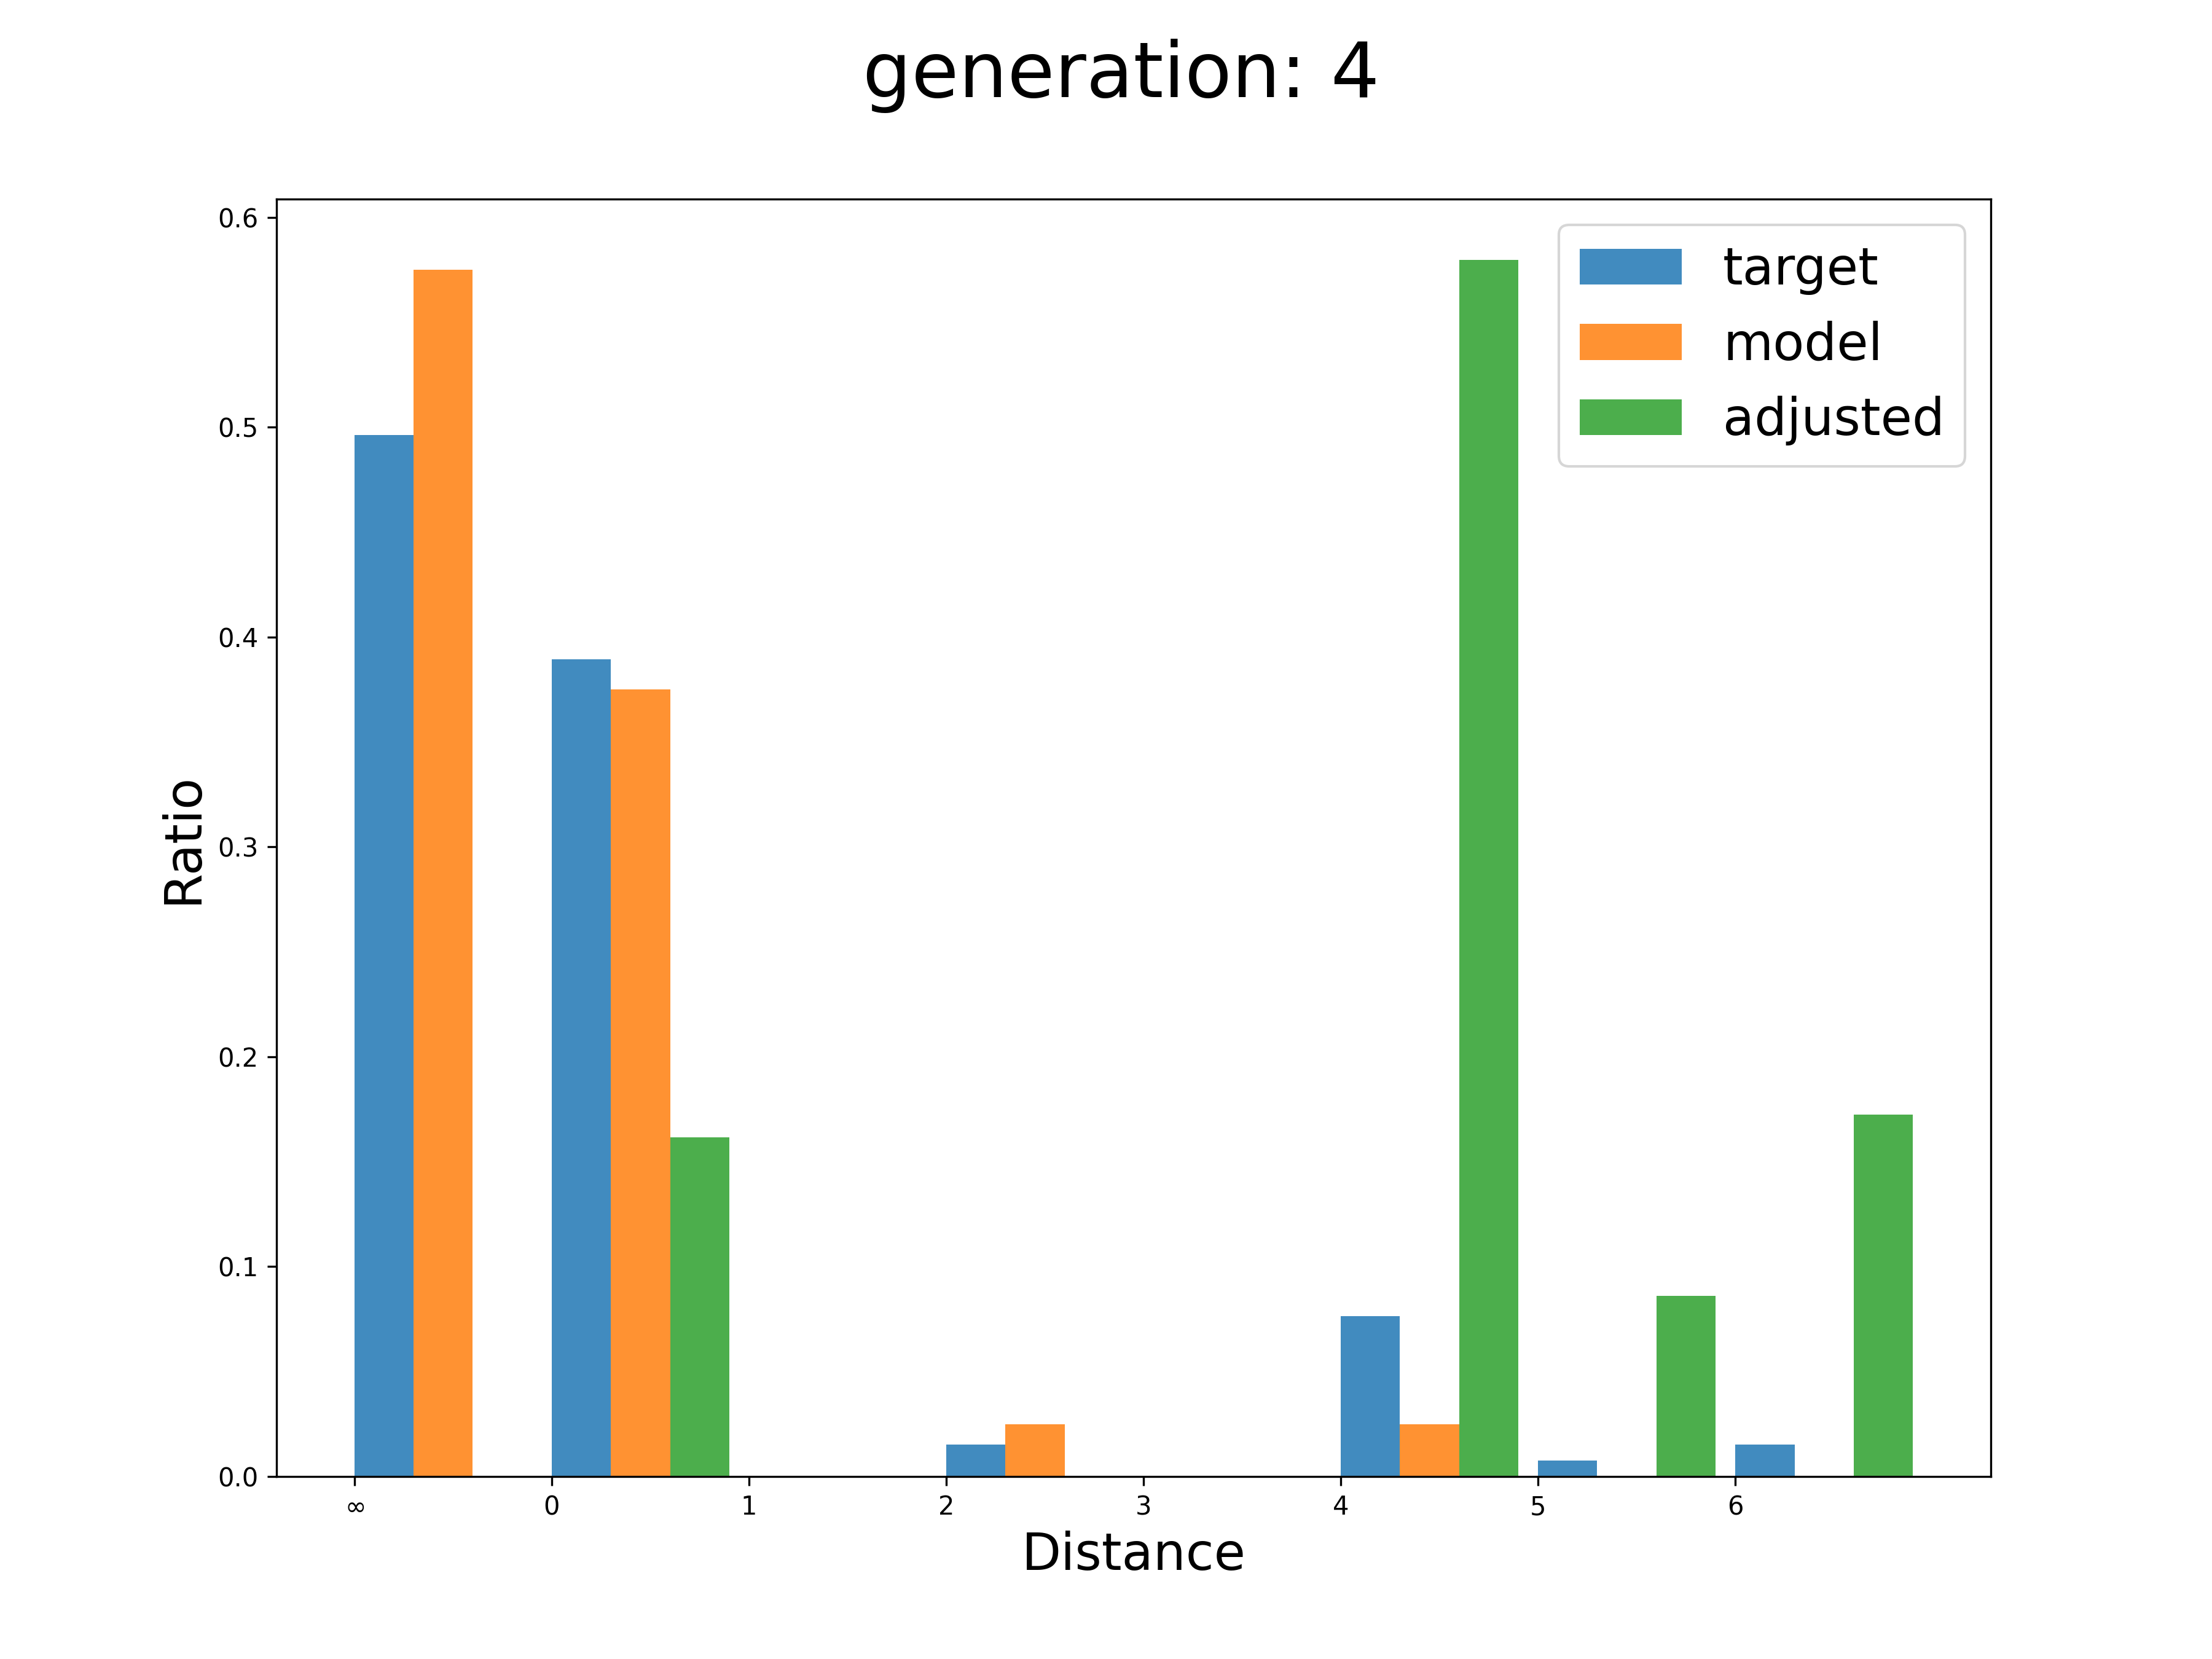 generation: 4
0.6
0.5
0.4
0.3
0.2
0.1
0.0
Ratio
target
model
adjusted
∞ 0 1 2 3 4 5 6
Distance